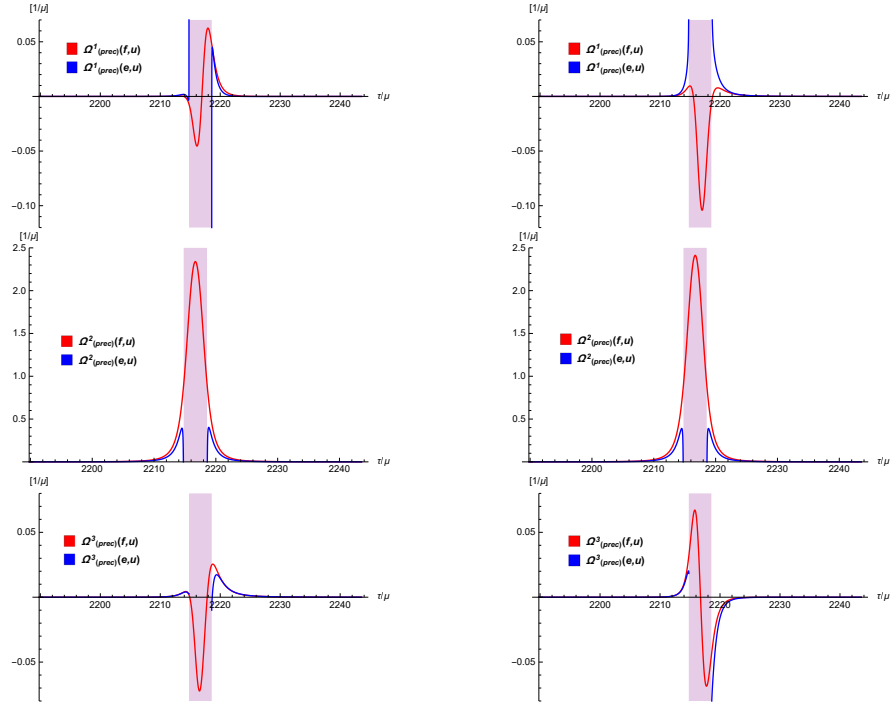 [1/μ]
0.05
-0.05
-0.10
2200
2210
2220
2230
2240
τ/μ
Ω¹(prec)(f,u)
Ω¹(prec)(e,u)
[1/μ]
0.05
-0.05
-0.10
2200
2210
2220
2230
2240
τ/μ
Ω¹(prec)(f,u)
Ω¹(prec)(e,u)
[1/μ]
2.5
2.0
1.5
1.0
0.5
2200
2210
2220
2230
2240
τ/μ
Ω²(prec)(f,u)
Ω²(prec)(e,u)
[1/μ]
2.5
2.0
1.5
1.0
0.5
2200
2210
2220
2230
2240
τ/μ
Ω²(prec)(f,u)
Ω²(prec)(e,u)
[1/μ]
0.05
-0.05
2200
2210
2220
2230
2240
τ/μ
Ω³(prec)(f,u)
Ω³(prec)(e,u)
[1/μ]
0.05
-0.05
2200
2210
2220
2230
2240
τ/μ
Ω³(prec)(f,u)
Ω³(prec)(e,u)